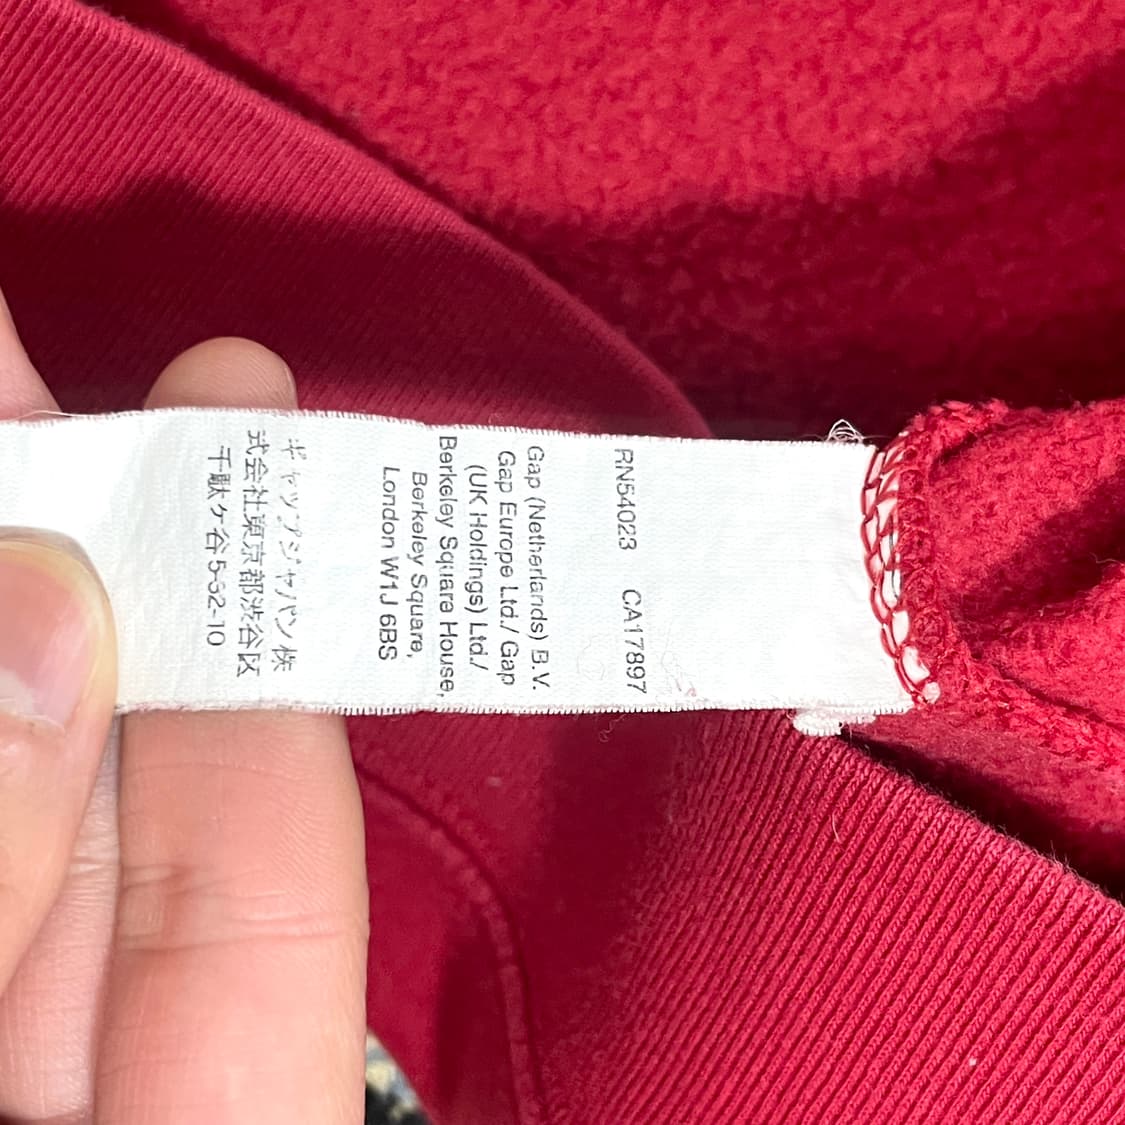 RN54023 CA17897
Gap (Netherlands) B.V.
Gap Europe Ltd./ Gap
(UK Holdings) Ltd./
Berkeley Square House,
Berkeley Square,
London W1J 6BS
ギャップジャパン株
式会社東京都渋谷区
千駄ケ谷5-32-10